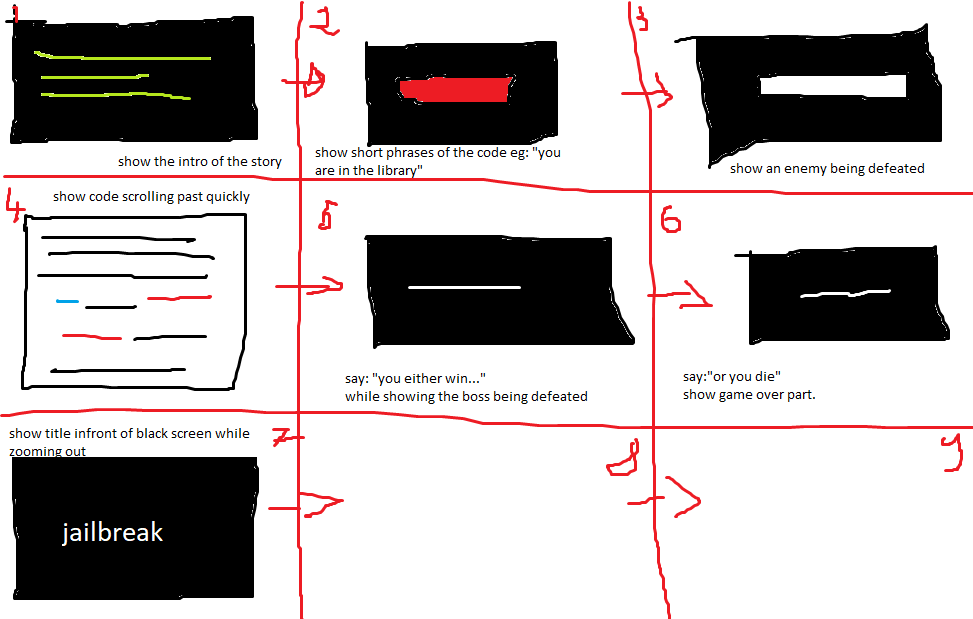 1
2
3
show the intro of the story
show short phrases of the code eg: "you
are in the library"
show an enemy being defeated
4
show code scrolling past quickly
5
6
say: "you either win..."
while showing the boss being defeated
say:"or you die"
show game over part.
show title infront of black screen while
zooming out
7
8
9
jailbreak